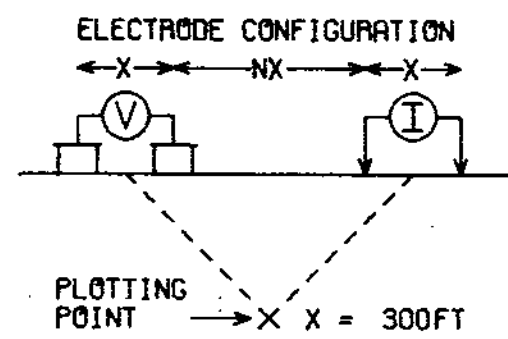 ELECTRODE CONFIGURATION
X NX X
V I
PLOTTING
POINT X X = 300FT